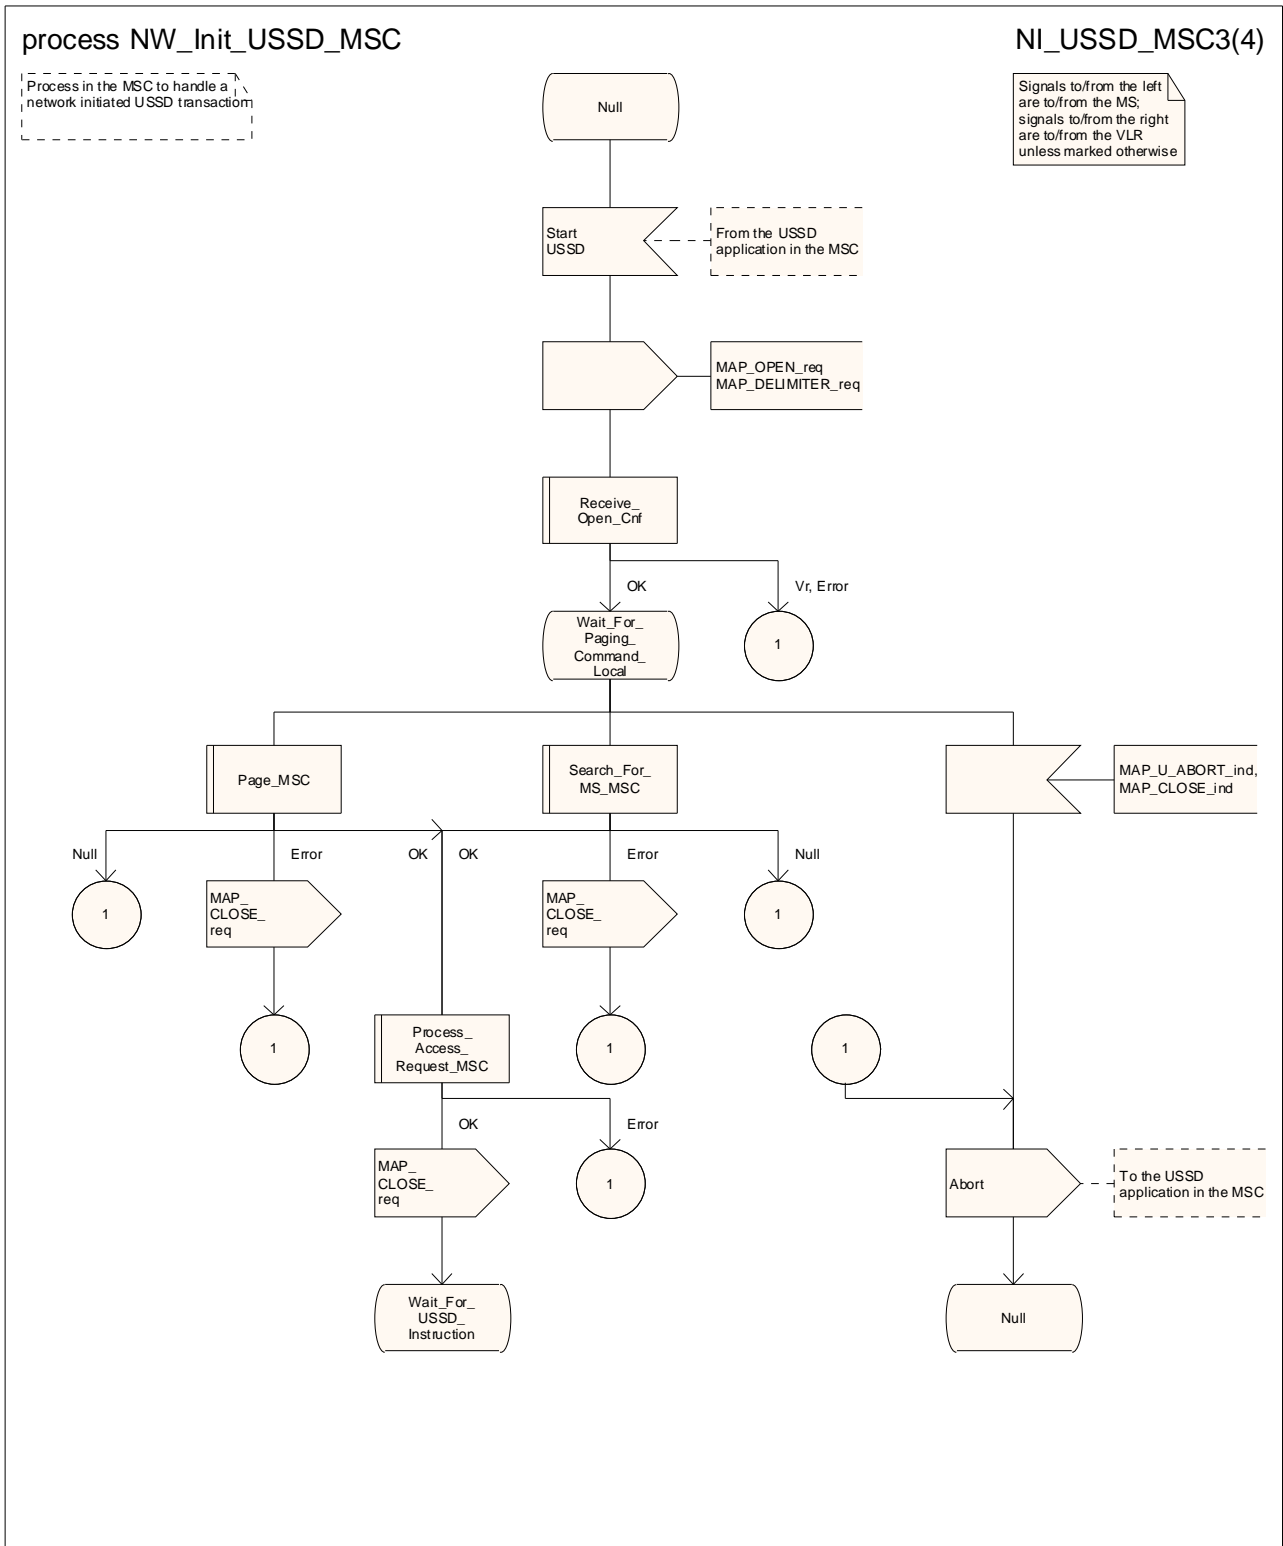 process NW_Init_USSD_MSC
NI_USSD_MSC3(4)
Process in the MSC to handle a
network initiated USSD transaction
Signals to/from the left
are to/from the MS;
signals to/from the right
are to/from the VLR
unless marked otherwise
Null
Start
USSD
From the USSD
application in the MSC
MAP_OPEN_req
MAP_DELIMITER_req
Receive_
Open_Cnf
OK
Vr, Error
Wait_For_
Paging_
Command_
Local
1
Page_MSC
Search_For_
MS_MSC
MAP_U_ABORT_ind,
MAP_CLOSE_ind
Null
Error
OK
OK
Error
Null
1
MAP_
CLOSE_
req
MAP_
CLOSE_
req
1
1
Process_
Access_
Request_MSC
1
1
OK
Error
MAP_
CLOSE_
req
1
Abort
To the USSD
application in the MSC
Wait_For_
USSD_
Instruction
Null